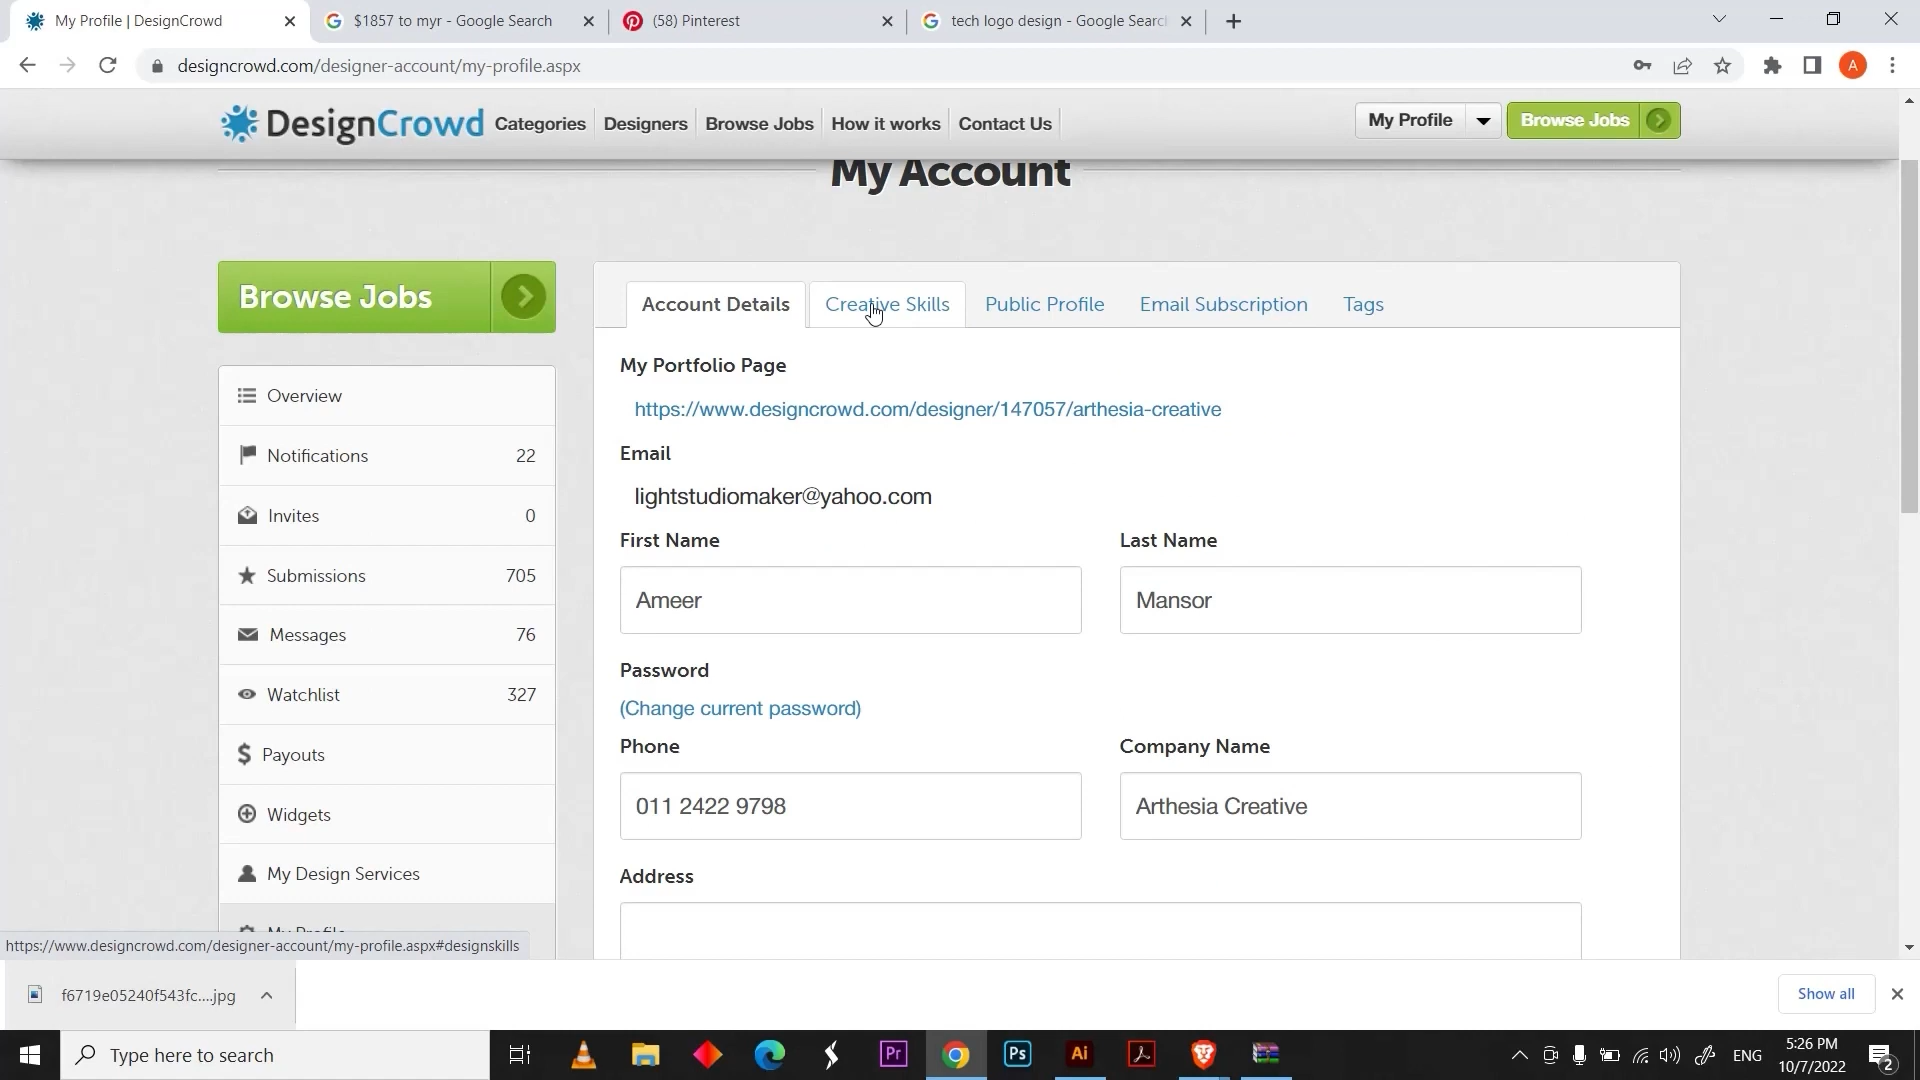 My Profile | DesignCrowd
$1857 to myr - Google Search
(58) Pinterest
tech logo design - Google Searc
designcrowd.com/designer-account/my-profile.aspx
A
DesignCrowd
Categories
Designers
Browse Jobs
How it works
Contact Us
My Profile
Browse Jobs
My Account
Browse Jobs
Account Details
Creative Skills
Public Profile
Email Subscription
Tags
My Portfolio Page
https://www.designcrowd.com/designer/147057/arthesia-creative
Email
lightstudiomaker@yahoo.com
First Name
Last Name
Ameer
Mansor
Password
(Change current password)
Phone
Company Name
011 2422 9798
Arthesia Creative
Address
Overview
Notifications 22
Invites 0
Submissions 705
Messages 76
Watchlist 327
Payouts
Widgets
My Design Services
My Profile
https://www.designcrowd.com/designer-account/my-profile.aspx#designskills
f6719e05240f543fc....jpg
Show all
Type here to search
Pr
Ps
Ai
ENG
5:26 PM
10/7/2022
2